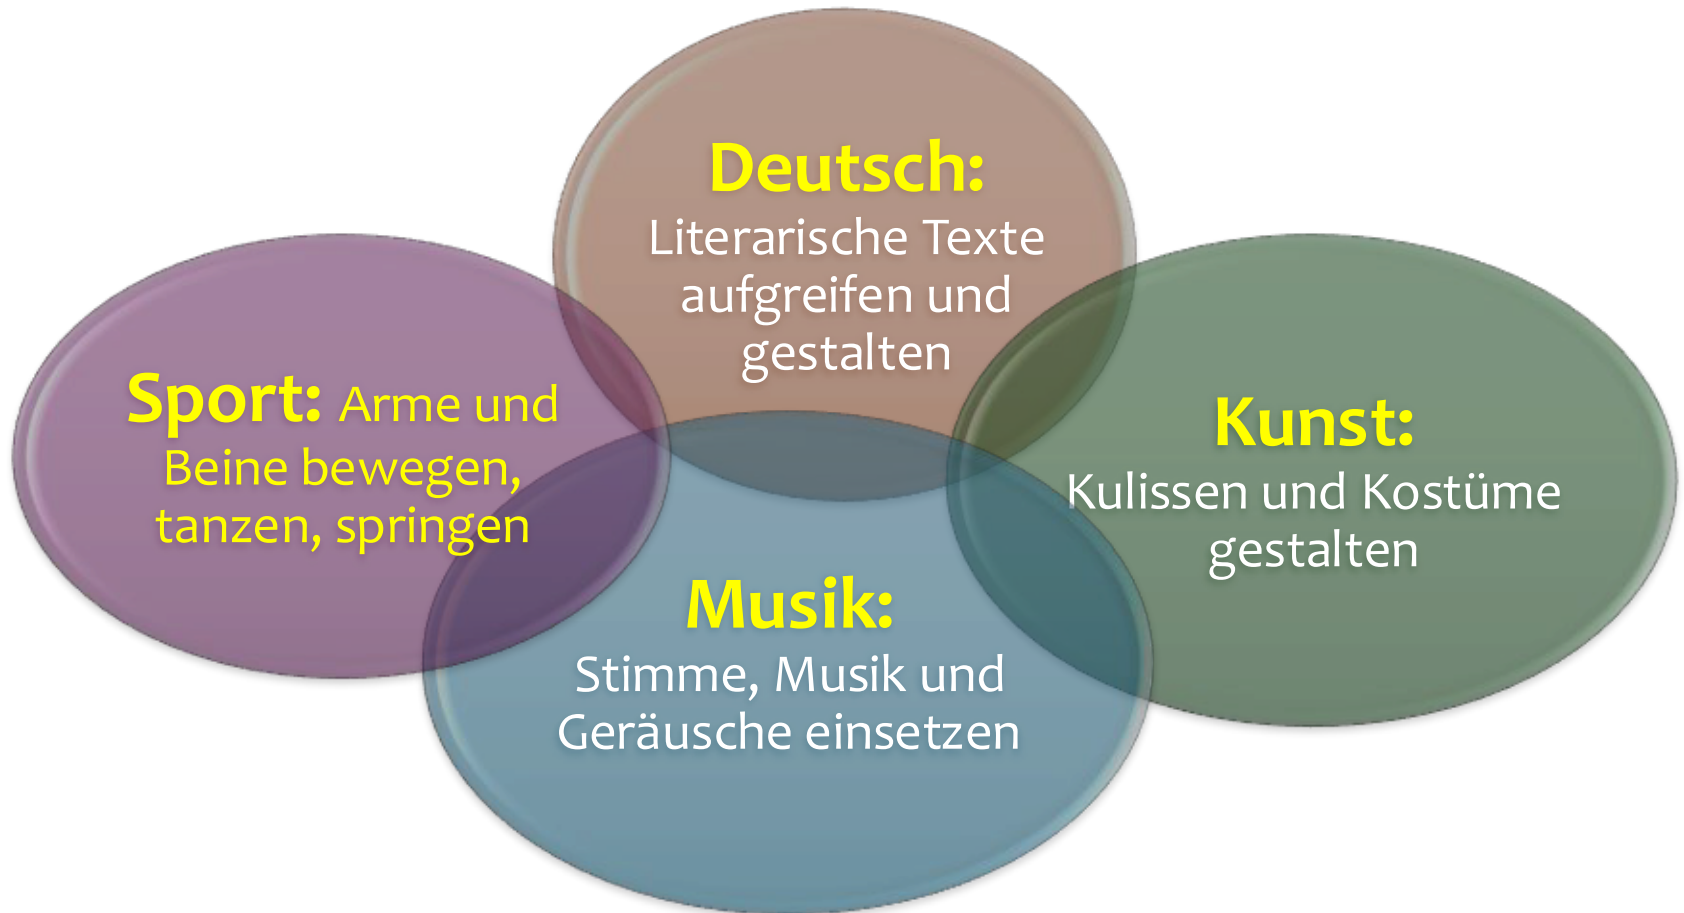 Deutsch:
Literarische Texte
aufgreifen und
gestalten
Sport: Arme und
Beine bewegen,
tanzen, springen
Kunst:
Kulissen und Kostüme
gestalten
Musik:
Stimme, Musik und
Geräusche einsetzen